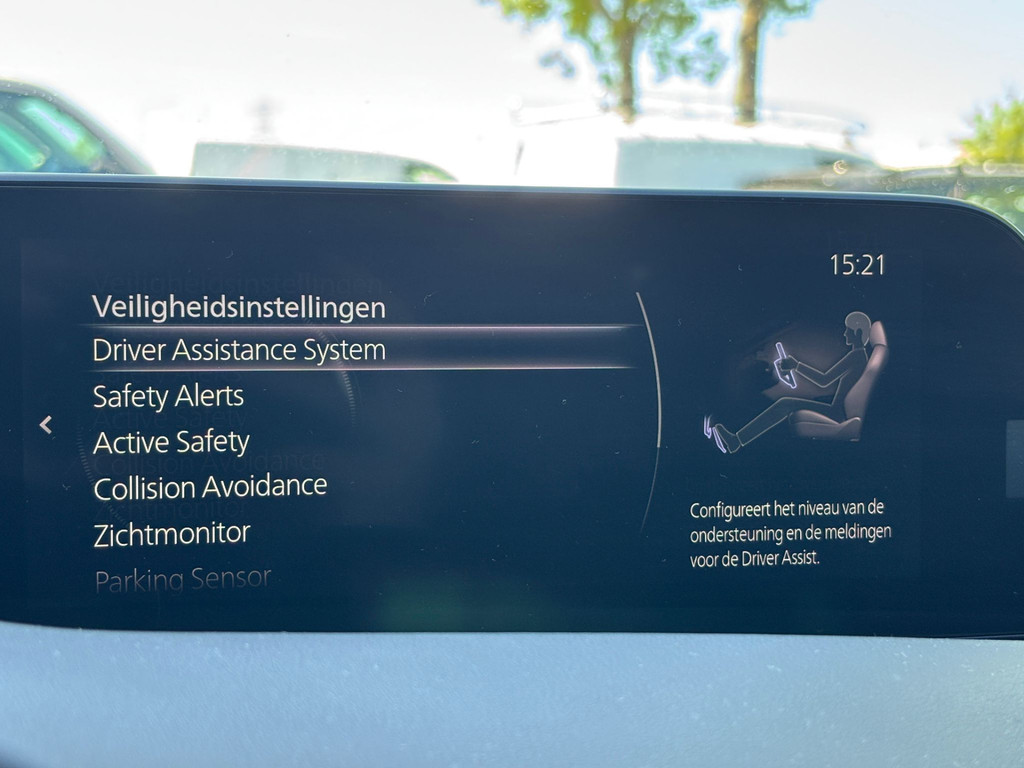 15:21
Veiligheidsinstellingen
Driver Assistance System
Safety Alerts
Active Safety
Collision Avoidance
Zichtmonitor
Parking Sensor
Configureert het niveau van de
ondersteuning en de meldingen
voor de Driver Assist.